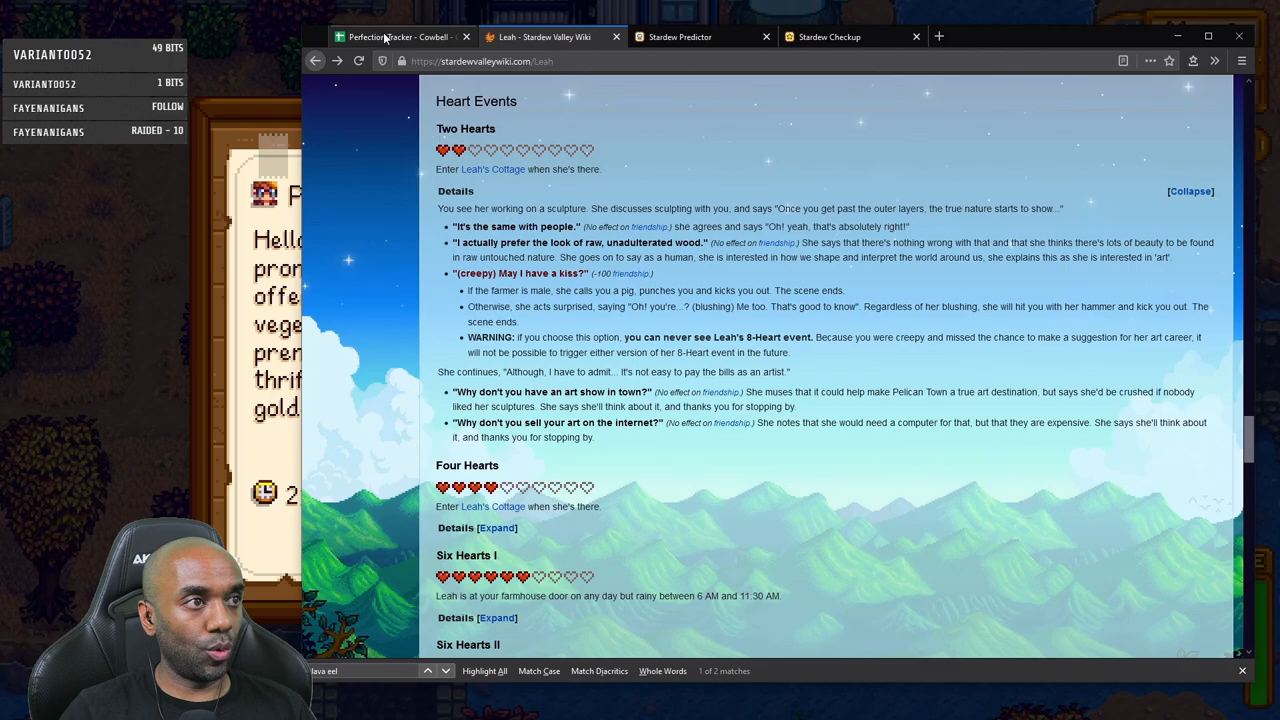 VARIANT0052
49 BITS
VARIANT0052
1 BITS
FAYENANIGANS
FOLLOW
FAYENANIGANS
RAIDED - 10
Perfection Tracker - Cowbell -
Leah - Stardew Valley Wiki
Stardew Predictor
Stardew Checkup
https://stardewvalleywiki.com/Leah
Heart Events
Two Hearts
Enter Leah's Cottage when she's there.
Details
[Collapse]
You see her working on a sculpture. She discusses sculpting with you, and says "Once you get past the outer layers, the true nature starts to show..."
• "It's the same with people." (No effect on friendship.) she agrees and says "Oh! yeah, that's absolutely right!"
• "I actually prefer the look of raw, unadulterated wood." (No effect on friendship.) She says that there's nothing wrong with that and that she thinks there's lots of beauty to be found
in raw untouched nature. She goes on to say as a human, she is interested in how we shape and interpret the world around us, she explains this as she is interested in 'art'.
• "(creepy) May I have a kiss?" (-100 friendship.)
• If the farmer is male, she calls you a pig, punches you and kicks you out. The scene ends.
• Otherwise, she acts surprised, saying "Oh! you're...? (blushing) Me too. That's good to know". Regardless of her blushing, she will hit you with her hammer and kick you out. The
scene ends.
• WARNING: if you choose this option, you can never see Leah's 8-Heart event. Because you were creepy and missed the chance to make a suggestion for her art career, it
will not be possible to trigger either version of her 8-Heart event in the future.
She continues, "Although, I have to admit... It's not easy to pay the bills as an artist."
• "Why don't you have an art show in town?" (No effect on friendship.) She muses that it could help make Pelican Town a true art destination, but says she'd be crushed if nobody
liked her sculptures. She says she'll think about it, and thanks you for stopping by.
• "Why don't you sell your art on the internet?" (No effect on friendship.) She notes that she would need a computer for that, but that they are expensive. She says she'll think about
it, and thanks you for stopping by.
Four Hearts
Enter Leah's Cottage when she's there.
Details [Expand]
Six Hearts I
Leah is at your farmhouse door on any day but rainy between 6 AM and 11:30 AM.
Details [Expand]
Six Hearts II
lava eel
Highlight All
Match Case
Match Diacritics
Whole Words
1 of 2 matches
P
Hello
pron
offe
vege
pren
thrif
gold
2
AK